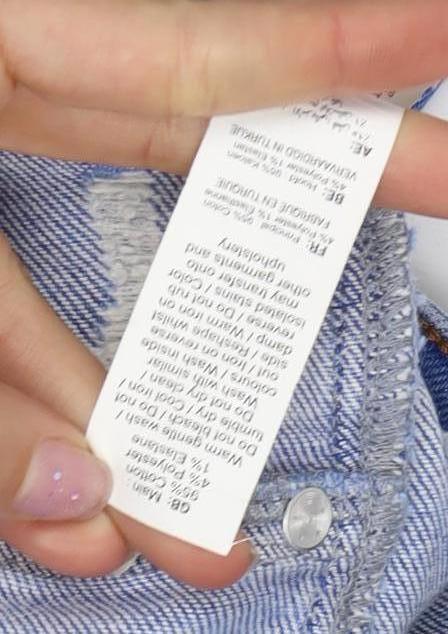 GB: Main:
95% Cotton
4% Polyester
1% Elastane
Warm gentle wash /
Do not bleach / Do not
tumble dry / Cool iron /
Do not dry clean /
Wash with similar
colours / Wash inside
out / Iron on reverse
side / Reshape whilst
damp / Warm iron on
reverse / Do not rub
isolated stains / Color
may transfer onto
other garments and
upholstery
FR: Principal 95% Coton
4% Polyester 1% Elasthanne
FABRIQUE EN TURQUIE
BE: Hoofd 95% Katoen
4% Polyester 1% Elastan
VERVAARDIGD IN TURKIJE
AE: